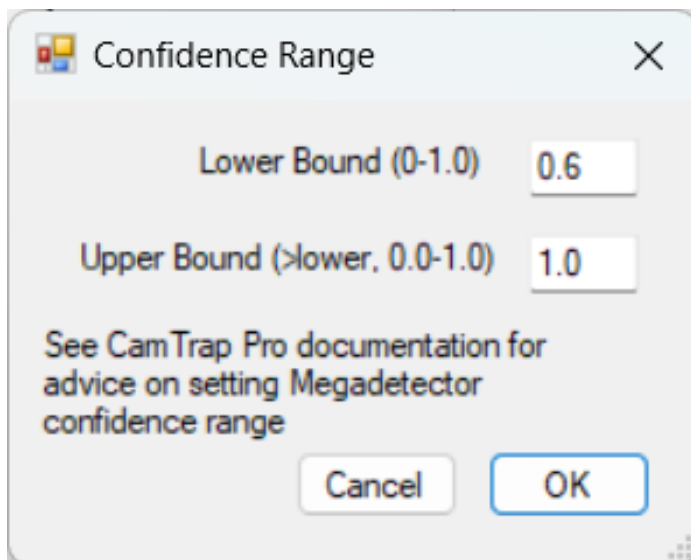 Confidence Range
Lower Bound (0-1.0) 0.6
Upper Bound (>lower, 0.0-1.0) 1.0
See CamTrap Pro documentation for
advice on setting Megadetector
confidence range
Cancel OK